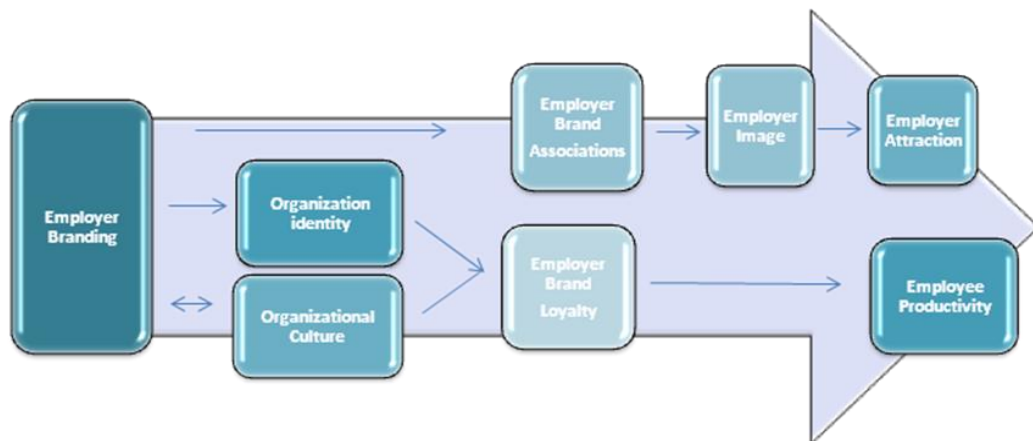 Employer
Branding
Organization
identity
Organizational
Culture
Employer
Brand
Associations
Employer
Brand
Loyalty
Employer
Image
Employer
Attraction
Employee
Productivity